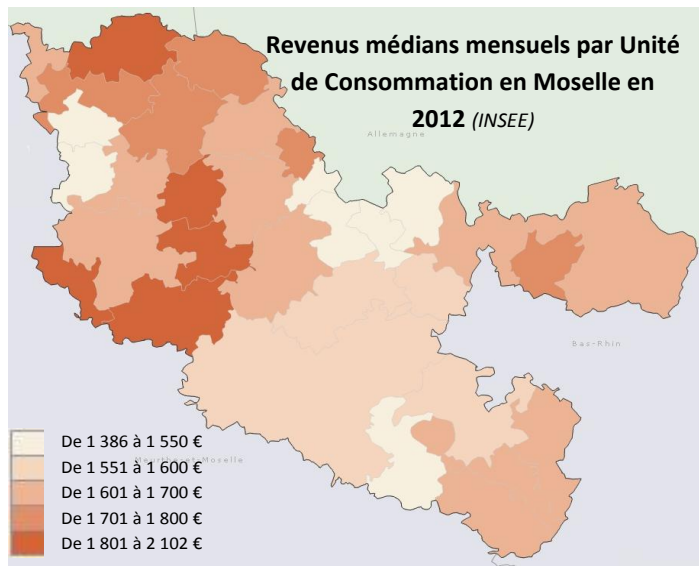 Revenus médians mensuels par Unité
de Consommation en Moselle en
2012 (INSEE)
Allemagne
Bas-Rhin
Meurthe-et-Moselle
De 1 386 à 1 550 €
De 1 551 à 1 600 €
De 1 601 à 1 700 €
De 1 701 à 1 800 €
De 1 801 à 2 102 €